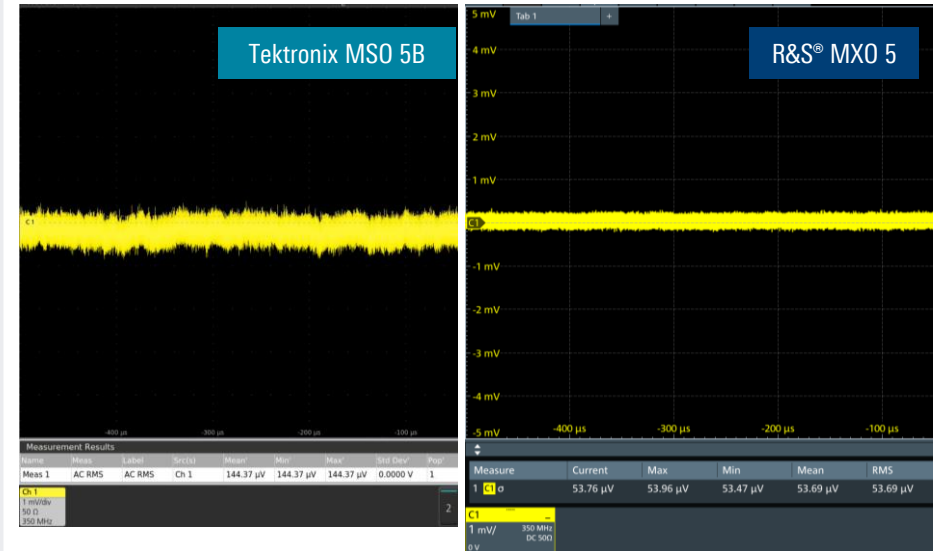 Tektronix MSO 5B
C1
-400 µs -300 µs -200 µs -100 µs
Measurement Results
Name Meas Label Src(s) Mean' Min' Max' Std Dev' Pop'
Meas 1 AC RMS AC RMS Ch 1 144.37 µV 144.37 µV 144.37 µV 0.0000 V 1
Ch 1
1 mV/div
50 Ω
350 MHz
2
Tab 1 +
R&S® MXO 5
5 mV
4 mV
3 mV
2 mV
1 mV
C1
-1 mV
-2 mV
-3 mV
-4 mV
-5 mV
-400 µs -300 µs -200 µs -100 µs
Measure Current Max Min Mean RMS
1 C1 σ 53.76 µV 53.96 µV 53.47 µV 53.69 µV 53.69 µV
C1
1 mV/ 350 MHz
DC 50Ω
0 V